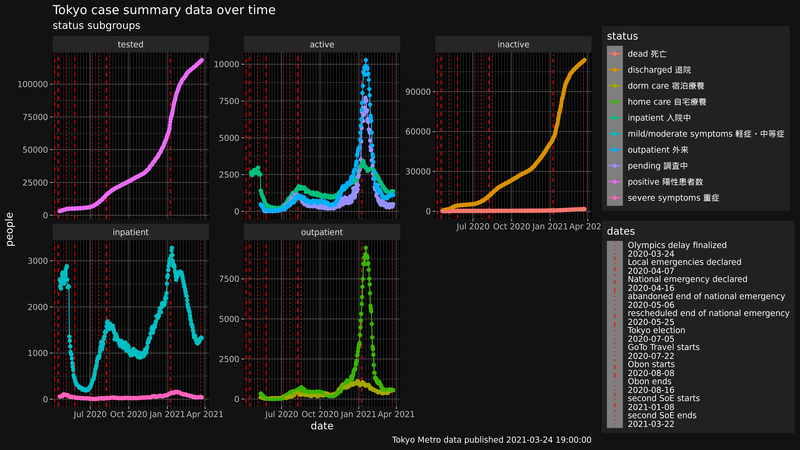 Tokyo case summary data over time
status subgroups
tested
active
inactive
100000
75000
50000
25000
0
10000
7500
5000
2500
0
90000
60000
30000
0
Jul 2020 Oct 2020 Jan 2021 Apr 2021
people
inpatient
outpatient
3000
2000
1000
0
7500
5000
2500
0
Jul 2020 Oct 2020 Jan 2021 Apr 2021
Jul 2020 Oct 2020 Jan 2021 Apr 2021
date
Tokyo Metro data published 2021-03-24 19:00:00
status
dead 死亡
discharged 退院
dorm care 宿泊療養
home care 自宅療養
inpatient 入院中
mild/moderate symptoms 軽症・中等症
outpatient 外来
pending 調査中
positive 陽性患者数
severe symptoms 重症
dates
Olympics delay finalized
2020-03-24
Local emergencies declared
2020-04-07
National emergency declared
2020-04-16
abandoned end of national emergency
2020-05-06
rescheduled end of national emergency
2020-05-25
Tokyo election
2020-07-05
GoTo Travel starts
2020-07-22
Obon starts
2020-08-08
Obon ends
2020-08-16
second SoE starts
2021-01-08
second SoE ends
2021-03-22